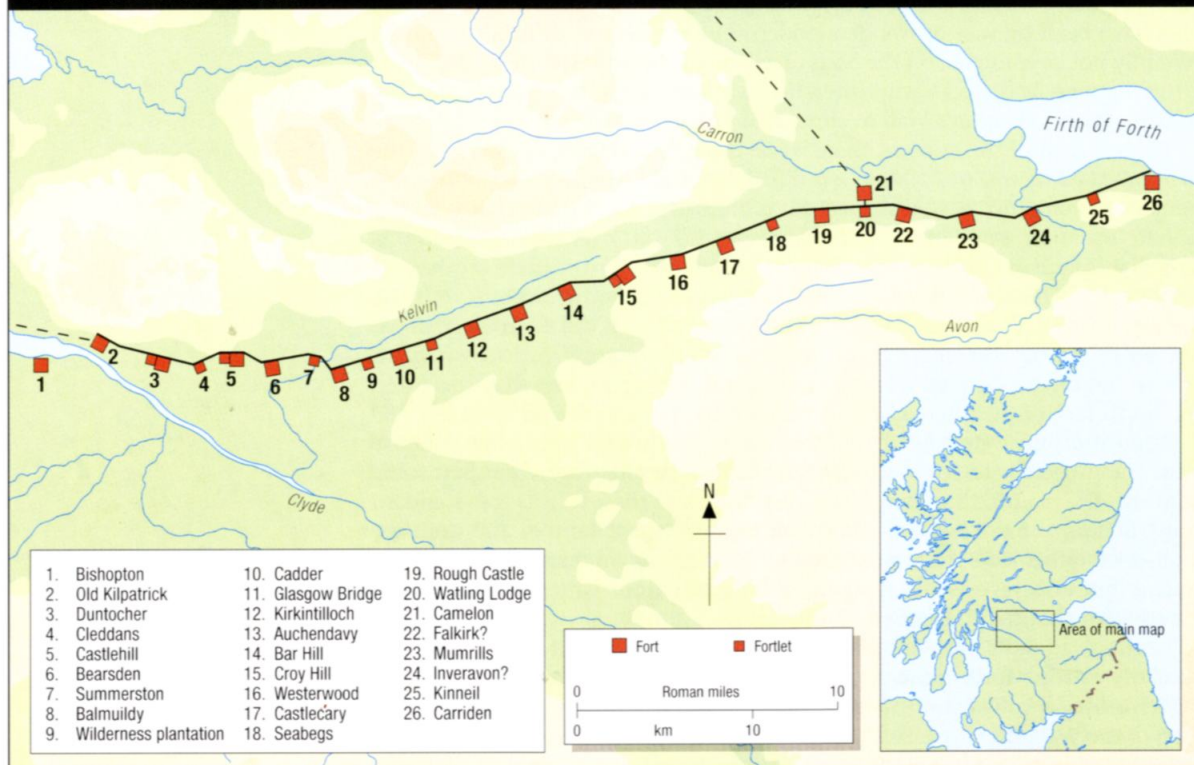 Firth of Forth
Carron
21
26
25
20
19
22
23
24
18
17
16
15
Kelvin
14
13
Avon
12
11
10
9
8
7
6
5
4
3
2
1
Clyde
N
1. Bishopton
2. Old Kilpatrick
3. Duntocher
4. Cleddans
5. Castlehill
6. Bearsden
7. Summerston
8. Balmuildy
9. Wilderness plantation
10. Cadder
11. Glasgow Bridge
12. Kirkintilloch
13. Auchendavy
14. Bar Hill
15. Croy Hill
16. Westerwood
17. Castlecary
18. Seabegs
19. Rough Castle
20. Watling Lodge
21. Camelon
22. Falkirk?
23. Mumrills
24. Inveravon?
25. Kinneil
26. Carriden
Fort Fortlet
0 Roman miles 10
0 km 10
Area of main map